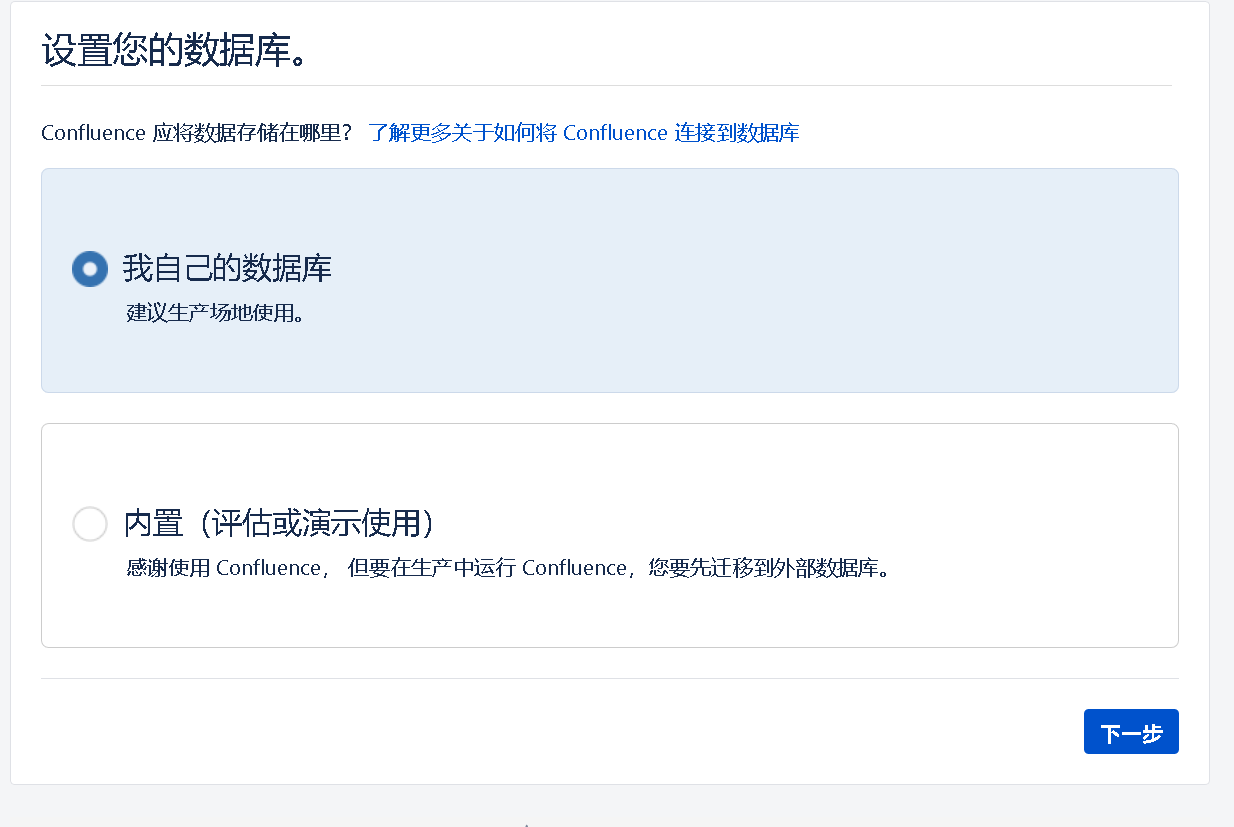 设置您的数据库。
Confluence 应将数据存储在哪里？ 了解更多关于如何将 Confluence 连接到数据库
我自己的数据库
建议生产场地使用。
内置（评估或演示使用）
感谢使用 Confluence， 但要在生产中运行 Confluence，您要先迁移到外部数据库。
下一步